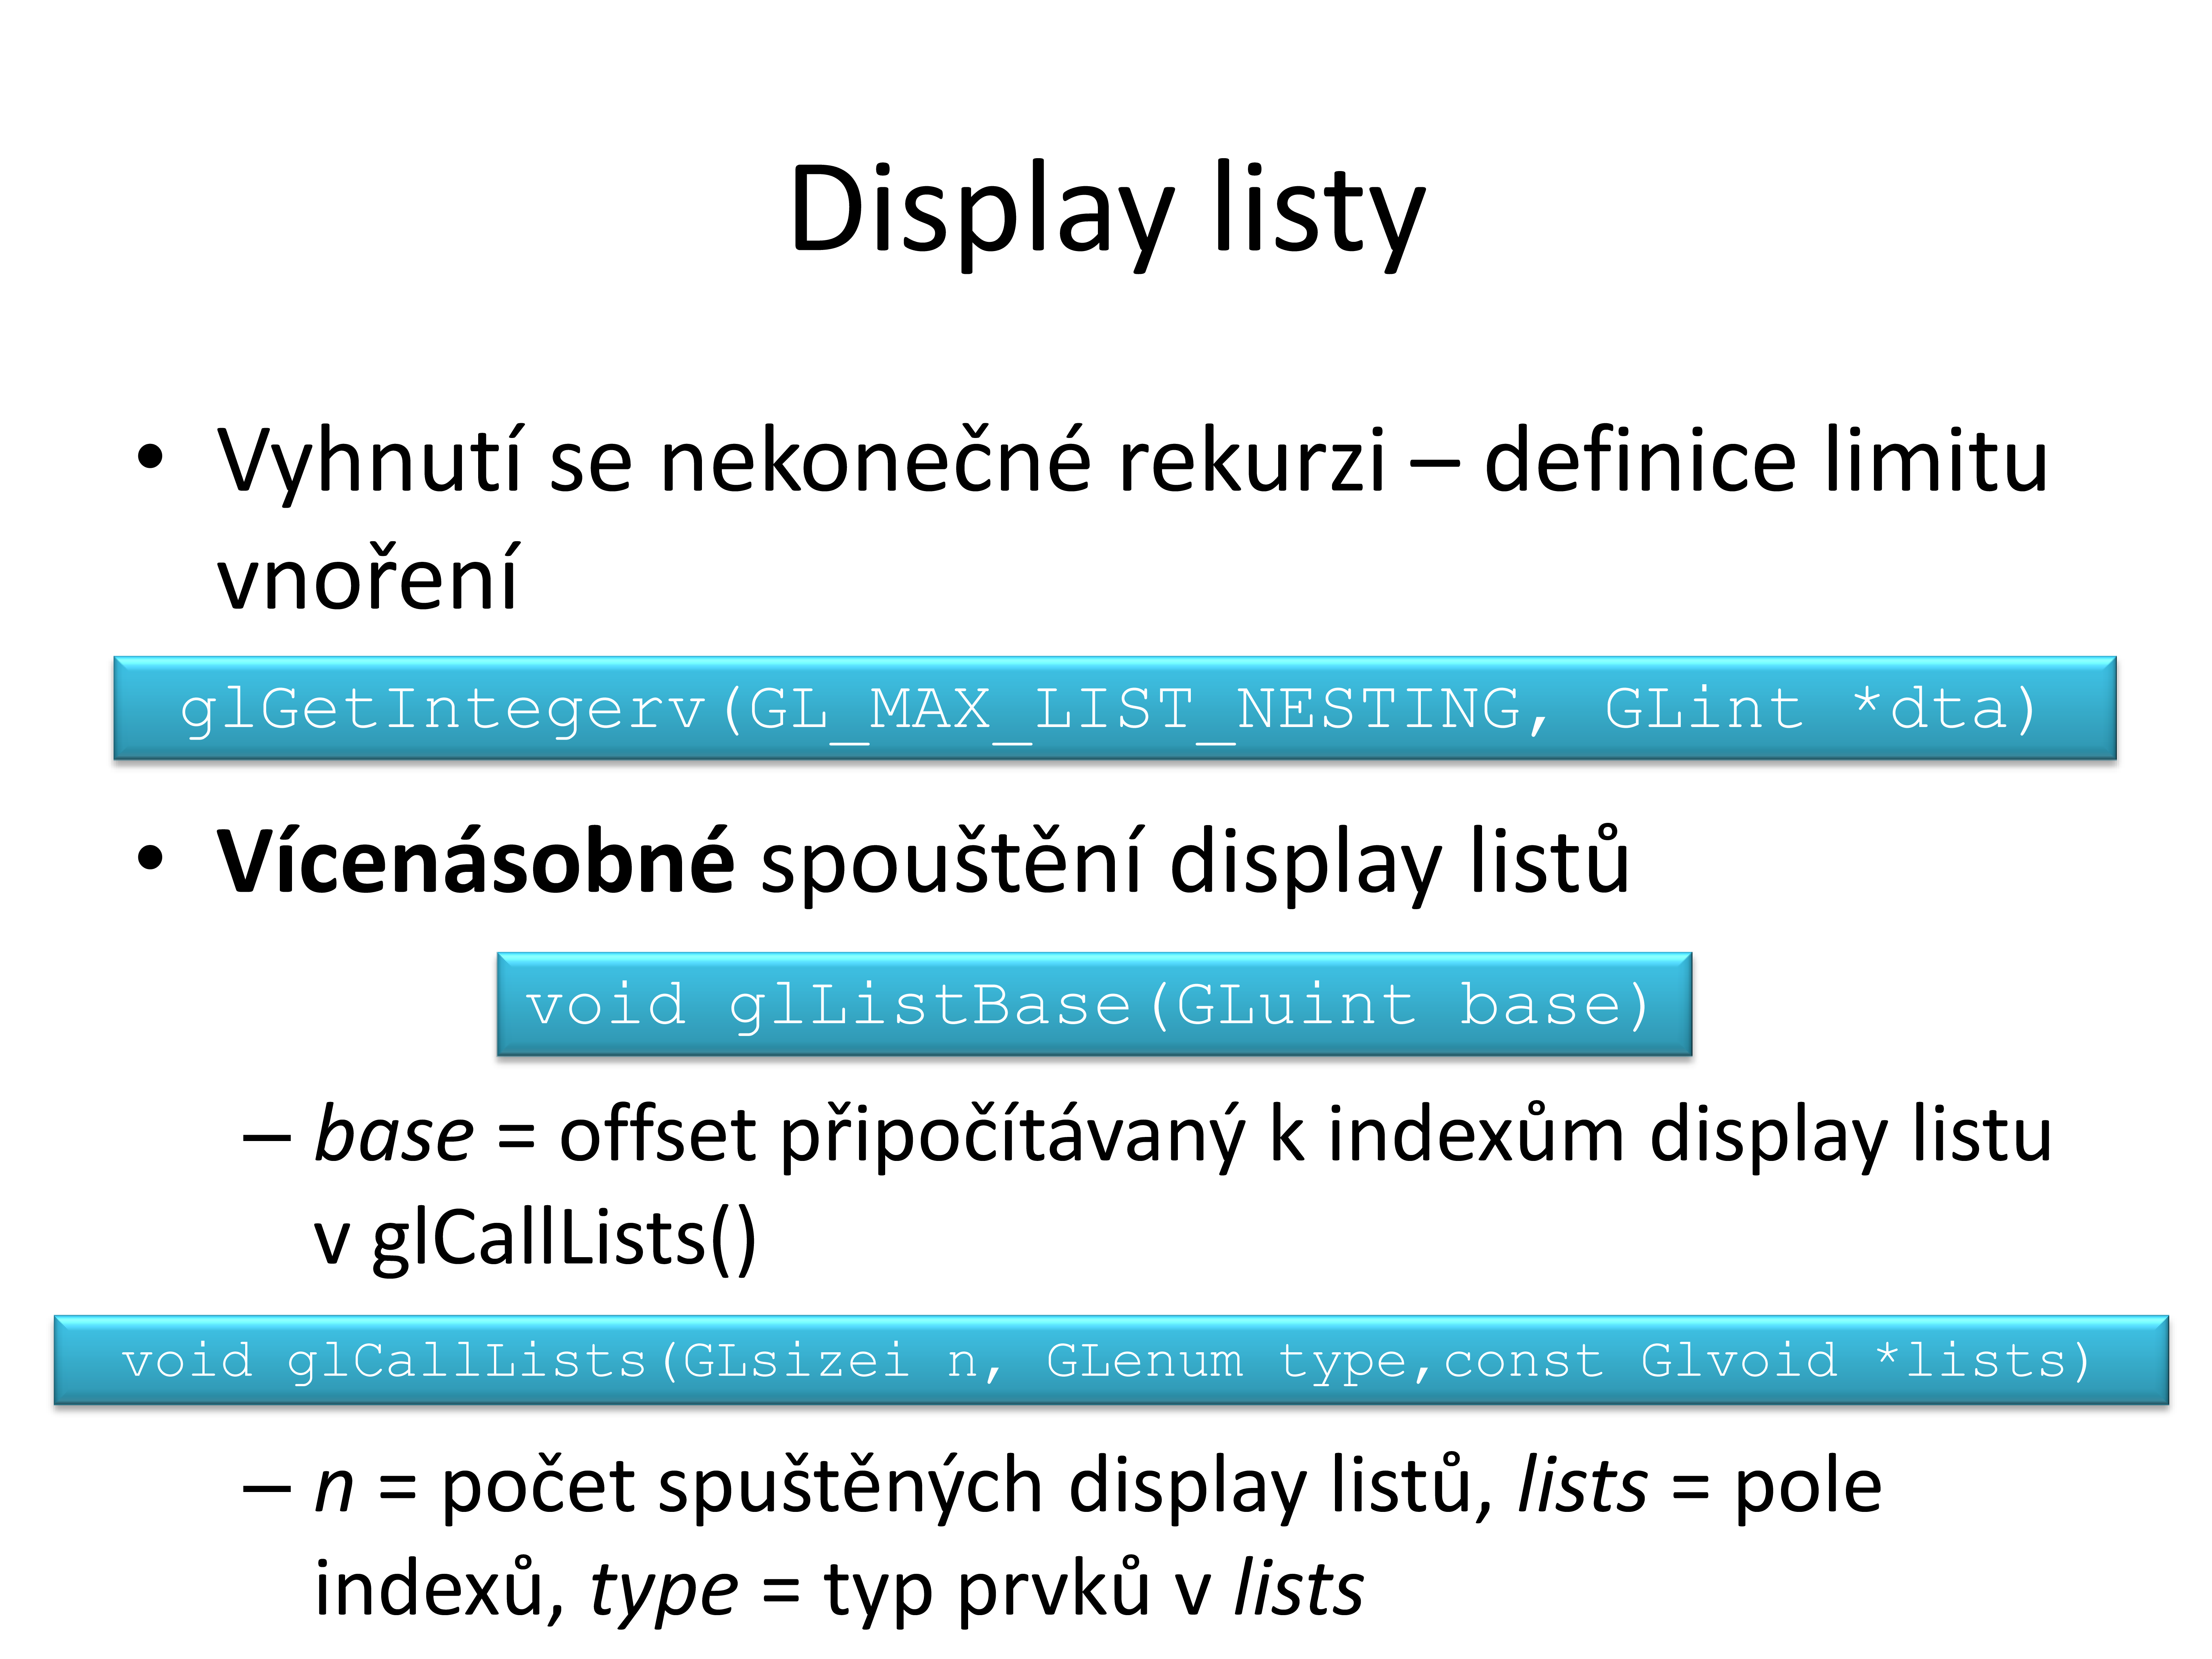 Display listy
• Vyhnutí se nekonečné rekurzi – definice limitu
vnoření
glGetIntegerv(GL_MAX_LIST_NESTING, GLint *dta)
• Vícenásobné spouštění display listů
void glListBase(GLuint base)
– base = offset připočítávaný k indexům display listu
v glCallLists()
void glCallLists(GLsizei n, GLenum type,const Glvoid *lists)
– n = počet spuštěných display listů, lists = pole
indexů, type = typ prvků v lists